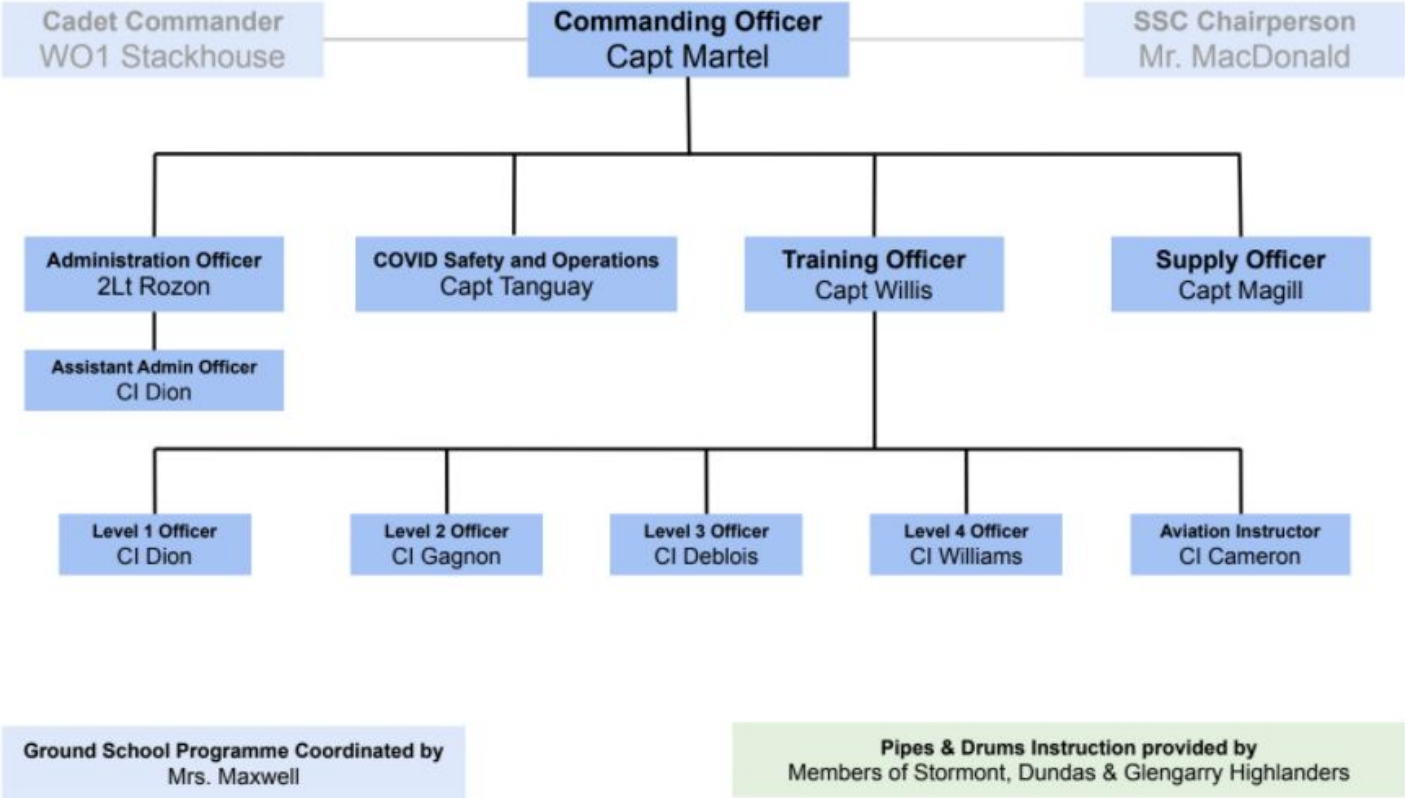 Cadet Commander
WO1 Stackhouse
Commanding Officer
Capt Martel
SSC Chairperson
Mr. MacDonald
Administration Officer
2Lt Rozon
COVID Safety and Operations
Capt Tanguay
Training Officer
Capt Willis
Supply Officer
Capt Magill
Assistant Admin Officer
CI Dion
Level 1 Officer
CI Dion
Level 2 Officer
CI Gagnon
Level 3 Officer
CI Deblois
Level 4 Officer
CI Williams
Aviation Instructor
CI Cameron
Ground School Programme Coordinated by
Mrs. Maxwell
Pipes & Drums Instruction provided by
Members of Stormont, Dundas & Glengarry Highlanders